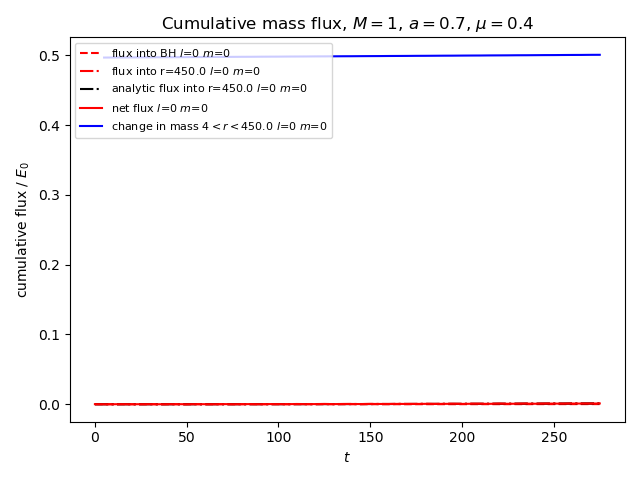 Cumulative mass flux, M = 1, a = 0.7, μ = 0.4
flux into BH l=0 m=0
flux into r=450.0 l=0 m=0
analytic flux into r=450.0 l=0 m=0
net flux l=0 m=0
change in mass 4 < r < 450.0 l=0 m=0
cumulative flux / E₀
0.5
0.4
0.3
0.2
0.1
0.0
0 50 100 150 200 250
t